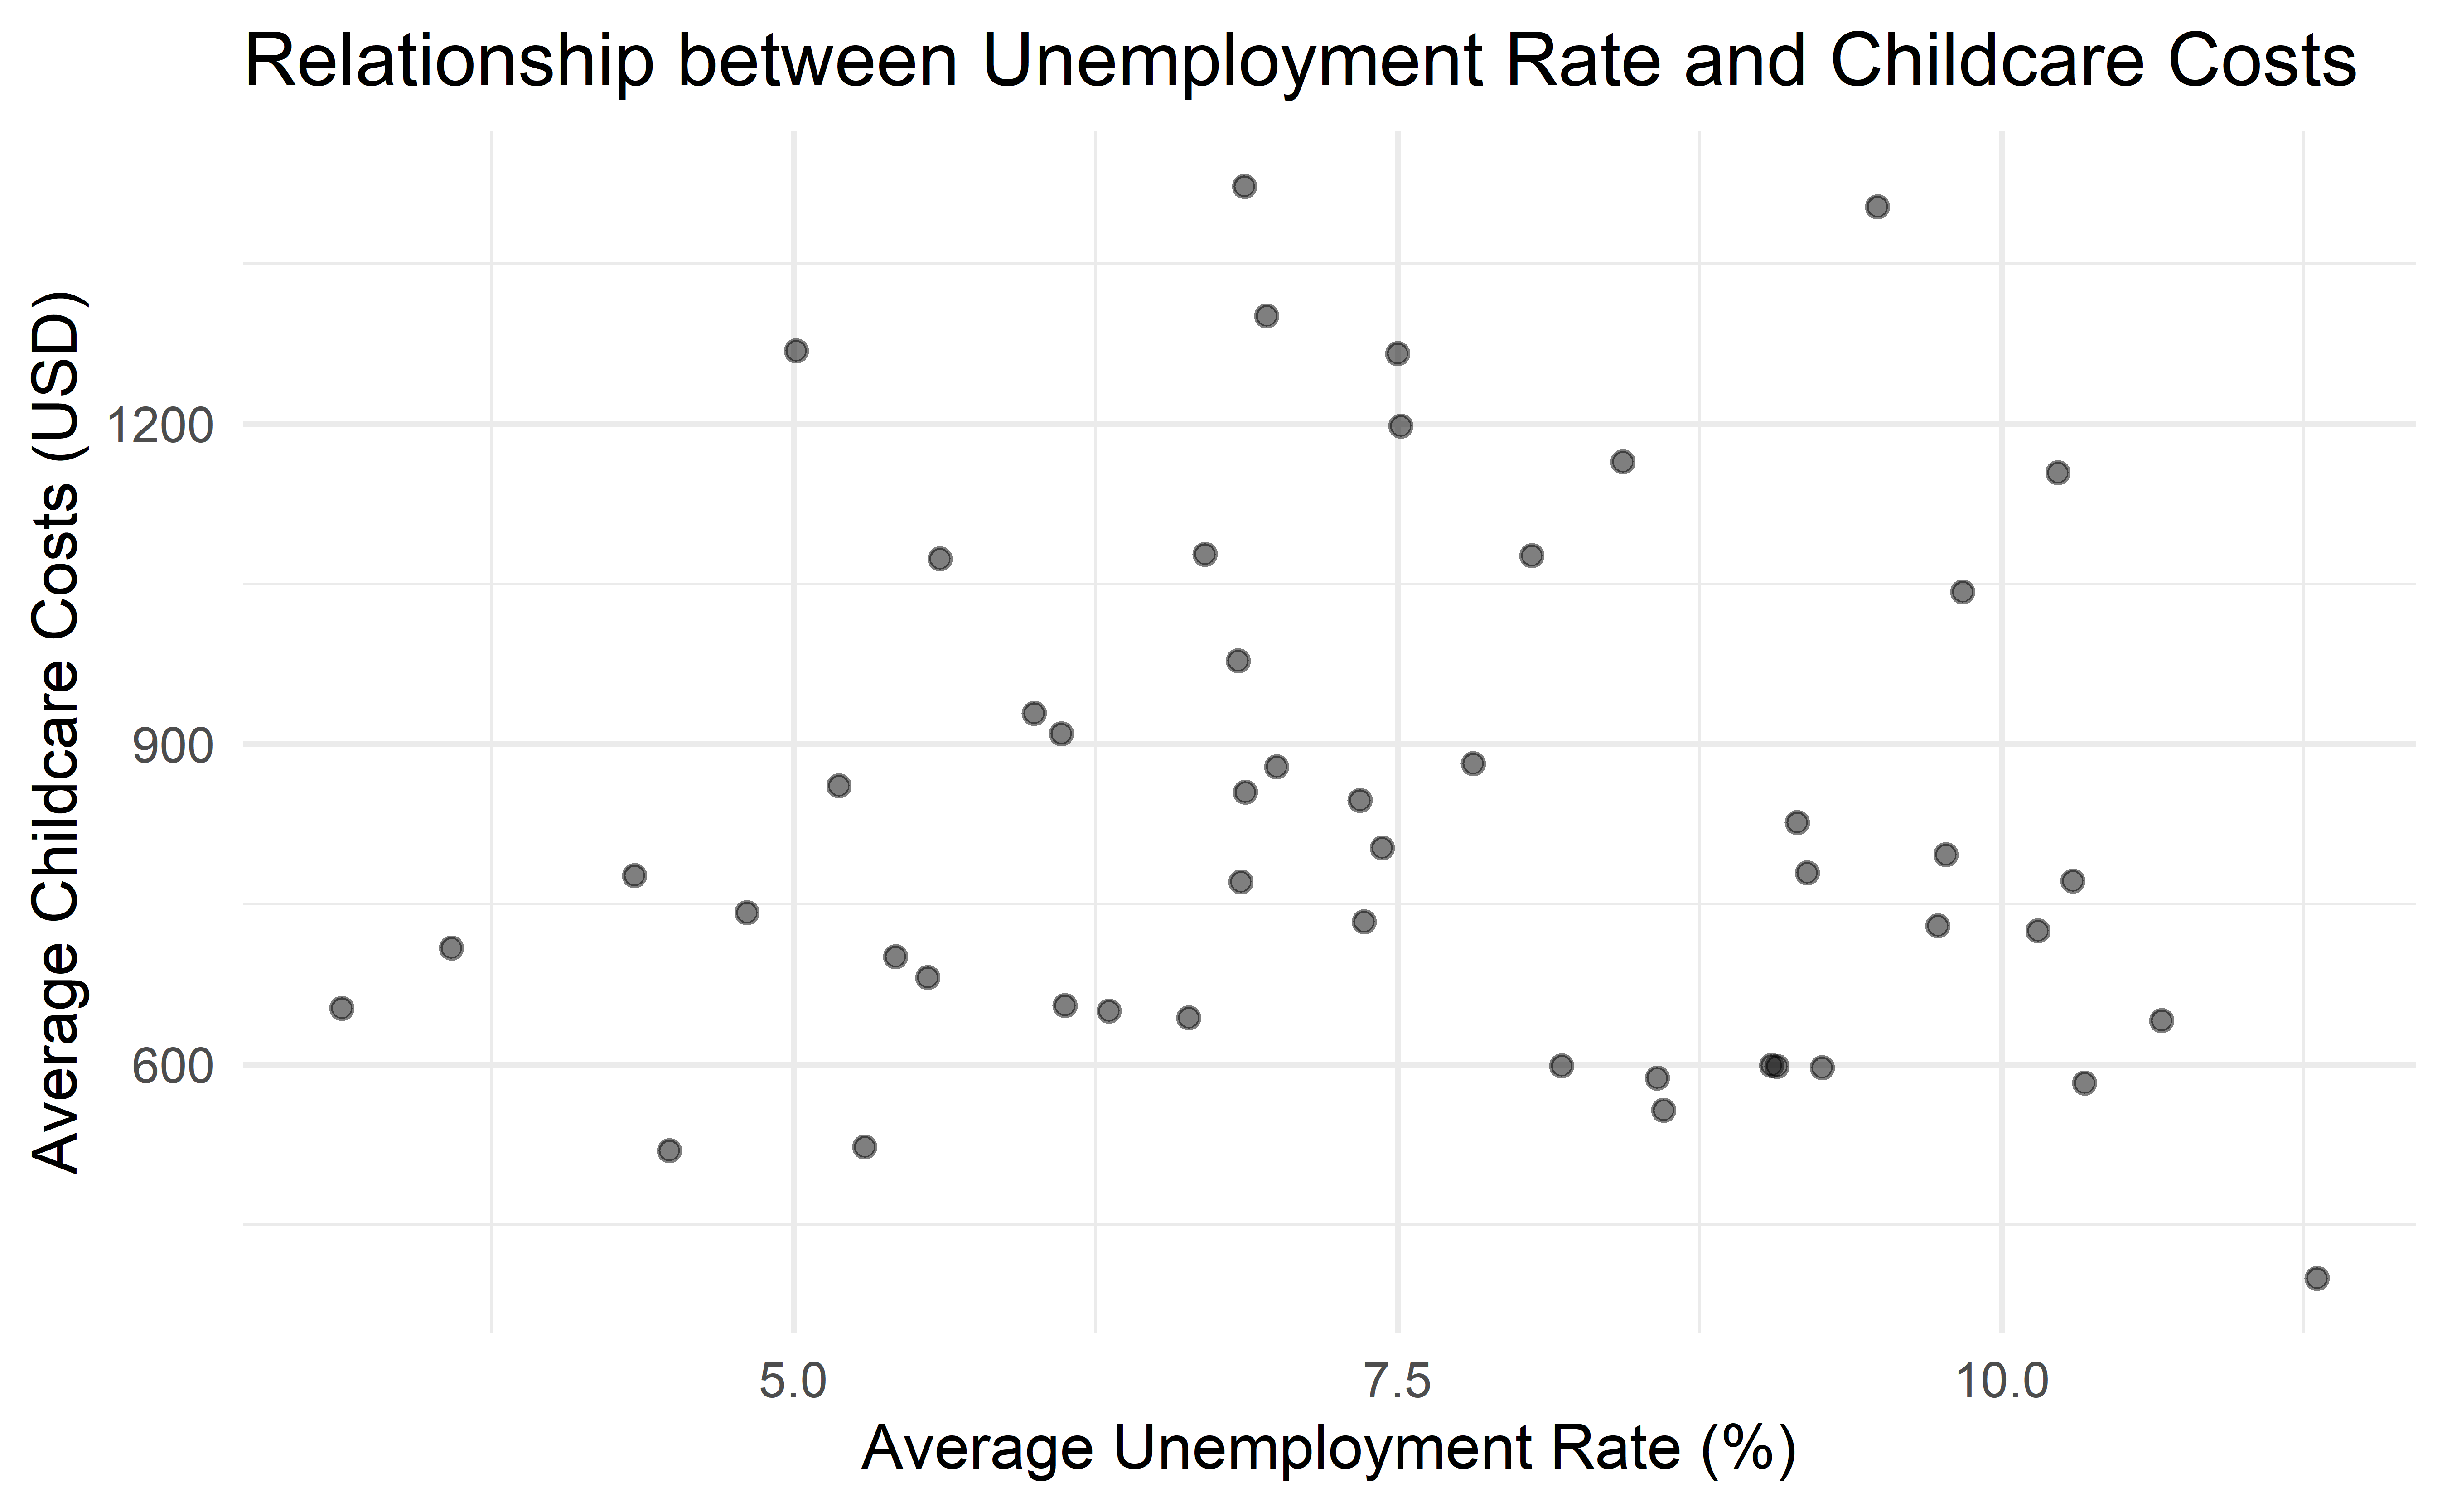 Relationship between Unemployment Rate and Childcare Costs
Average Childcare Costs (USD)
1200
900
600
5.0 7.5 10.0
Average Unemployment Rate (%)